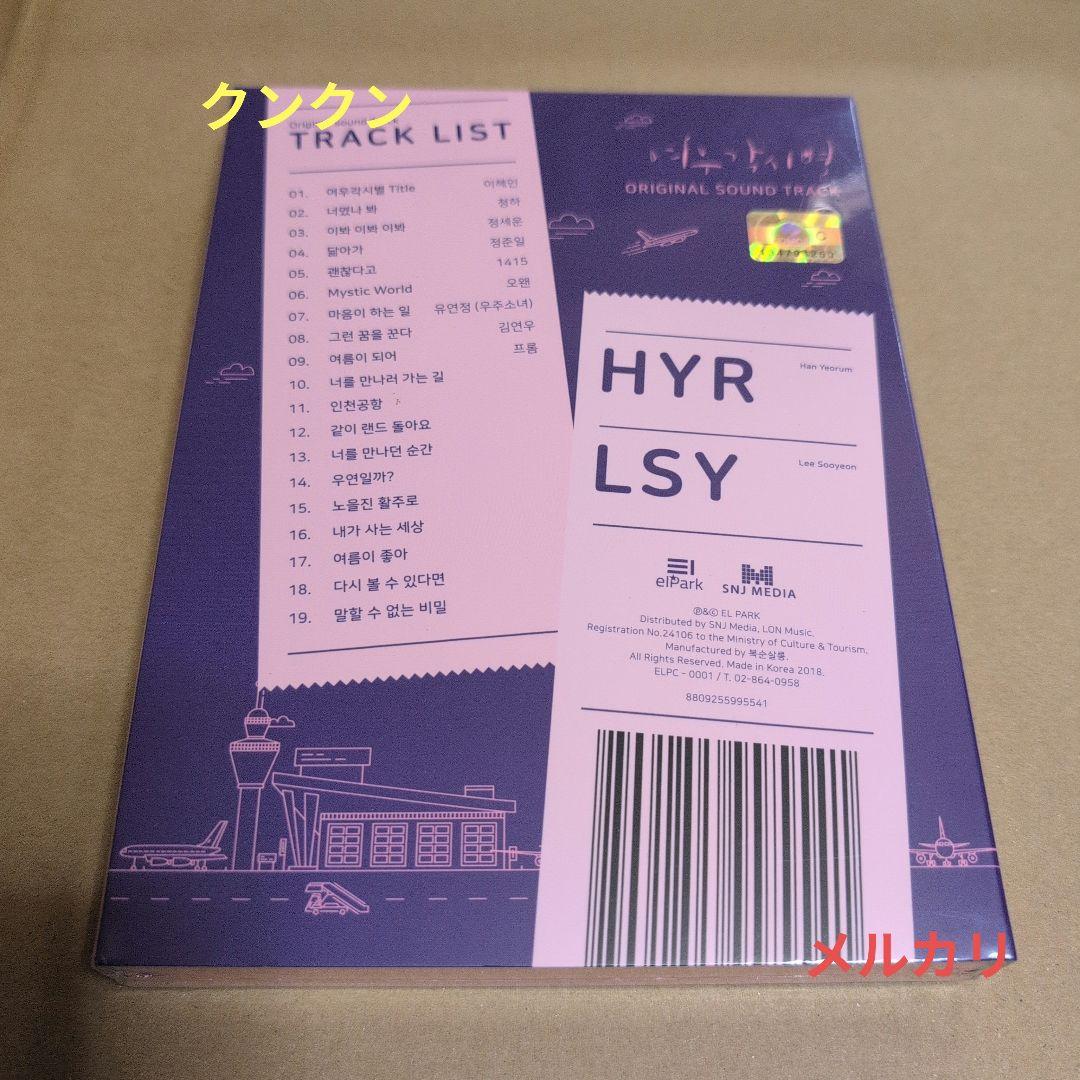 クンクン
Original Sound Track
TRACK LIST
01. 여우각시별 Title 이책인
02. 너였나 봐 청하
03. 이봐 이봐 이봐 정세운
04. 닮아가 정준일
05. 괜찮다고 1415
06. Mystic World 오왠
07. 마음이 하는 일 유연정 (우주소녀)
08. 그런 꿈을 꾼다 김연우
09. 여름이 되어 프롬
10. 너를 만나러 가는 길
11. 인천공항
12. 같이 랜드 돌아요
13. 너를 만나던 순간
14. 우연일까?
15. 노을진 활주로
16. 내가 사는 세상
17. 여름이 좋아
18. 다시 볼 수 있다면
19. 말할 수 없는 비밀
여우각시별
ORIGINAL SOUND TRACK
HYR Han Yeorum
LSY Lee Sooyeon
elPark
SNJ MEDIA
℗&© EL PARK
Distributed by SNJ Media, LON Music.
Registration No.24106 to the Ministry of Culture & Tourism.
Manufactured by 복순살롱.
All Rights Reserved. Made in Korea 2018.
ELPC - 0001 / T. 02-864-0958
8809255995541
メルカリ